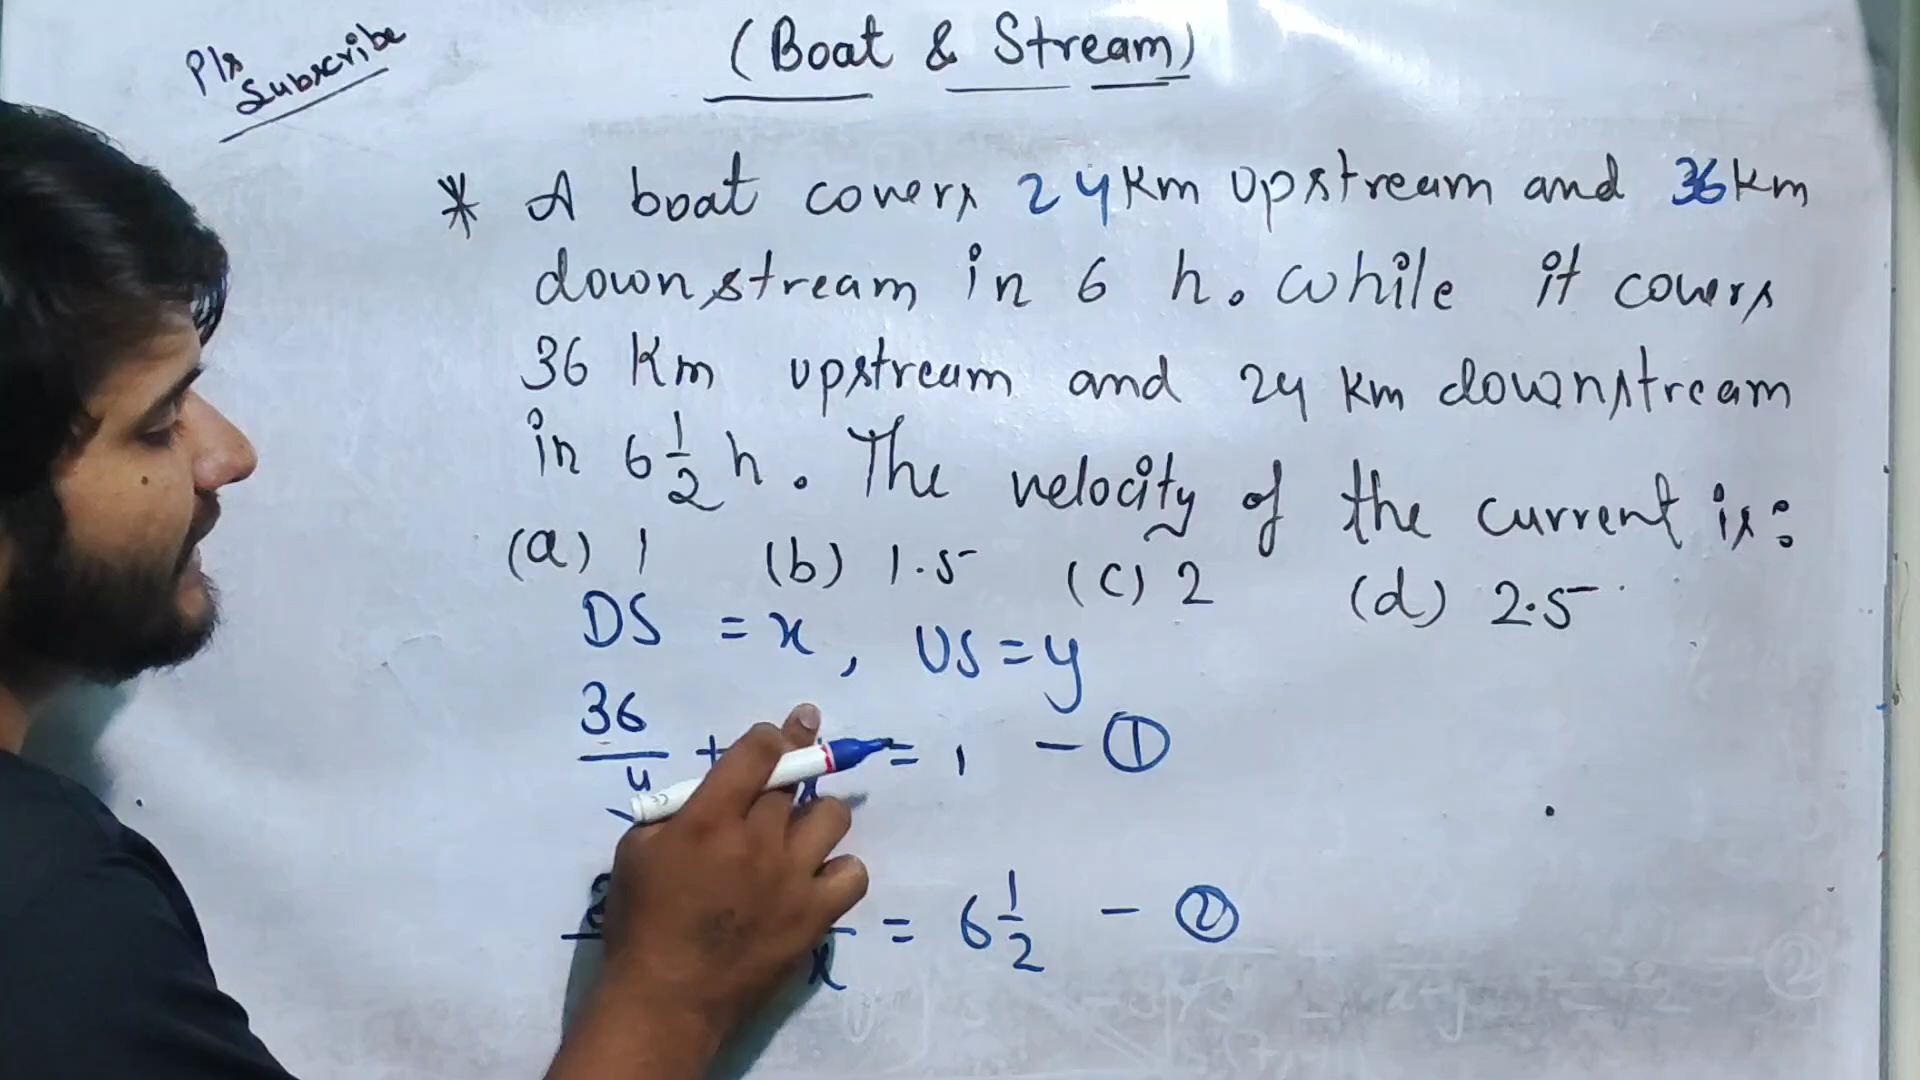 (Boat & Stream)
Pls
Subscribe
* A boat covers 24 Km upstream and 36 km
downstream in 6 h. while it covers
36 Km upstream and 24 km downstream
in 6 1/2 h. The velocity of the current is:
(a) 1 (b) 1.5 (c) 2 (d) 2.5
DS = x, US = y
36
+ = 1 - ①
= 6 1/2 - ②
x